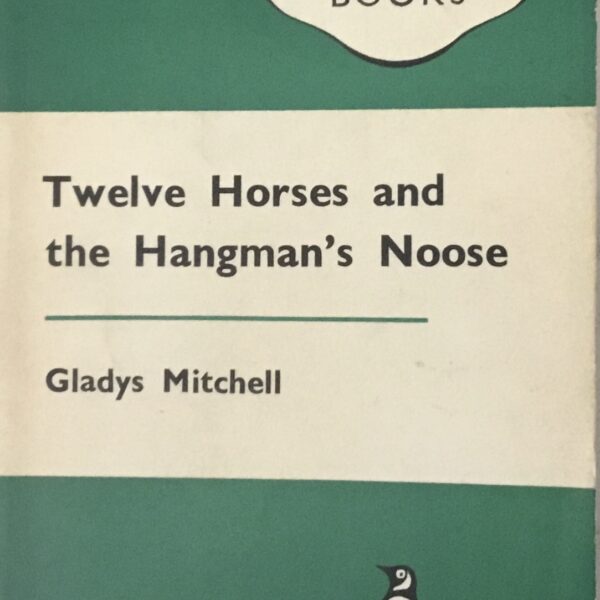 BOOKS
Twelve Horses and
the Hangman's Noose
Gladys Mitchell